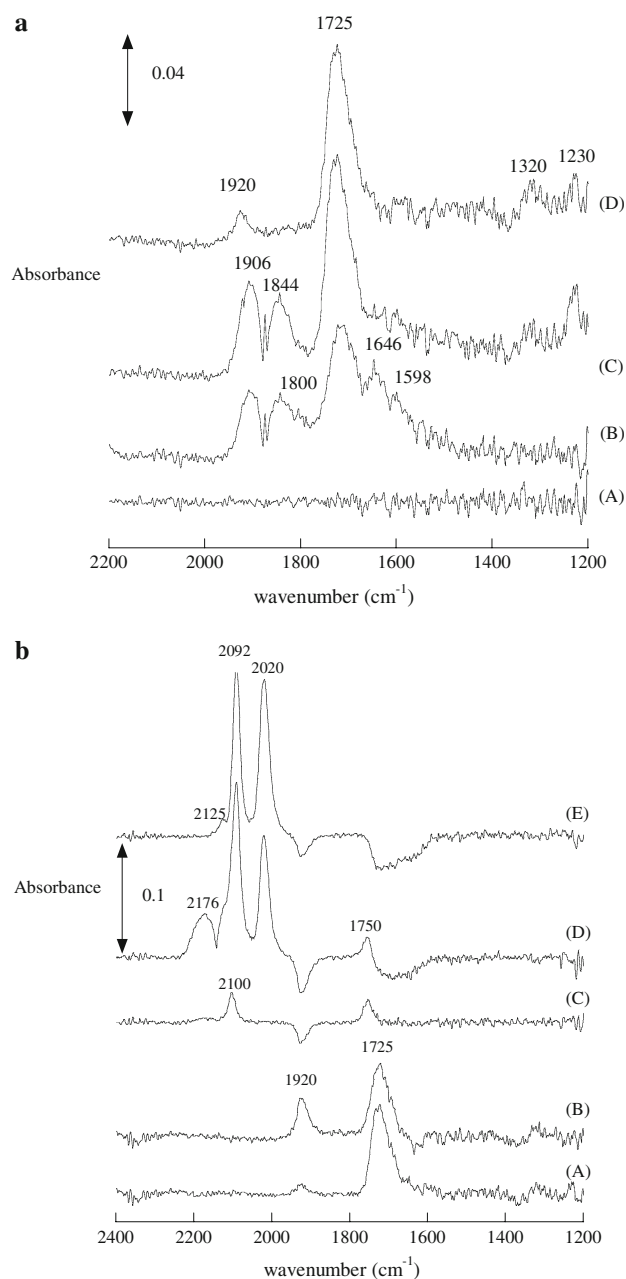 a
1725
0.04
1320
1230
1920
(D)
1906
Absorbance
1844
1646
1598
(C)
1800
(B)
(A)
2200 2000 1800 1600 1400 1200
wavenumber (cm-1)
b
2092
2020
2125
(E)
Absorbance
0.1
2176
1750
(D)
2100
(C)
1725
1920
(B)
(A)
2400 2200 2000 1800 1600 1400 1200
wavenumber (cm-1)